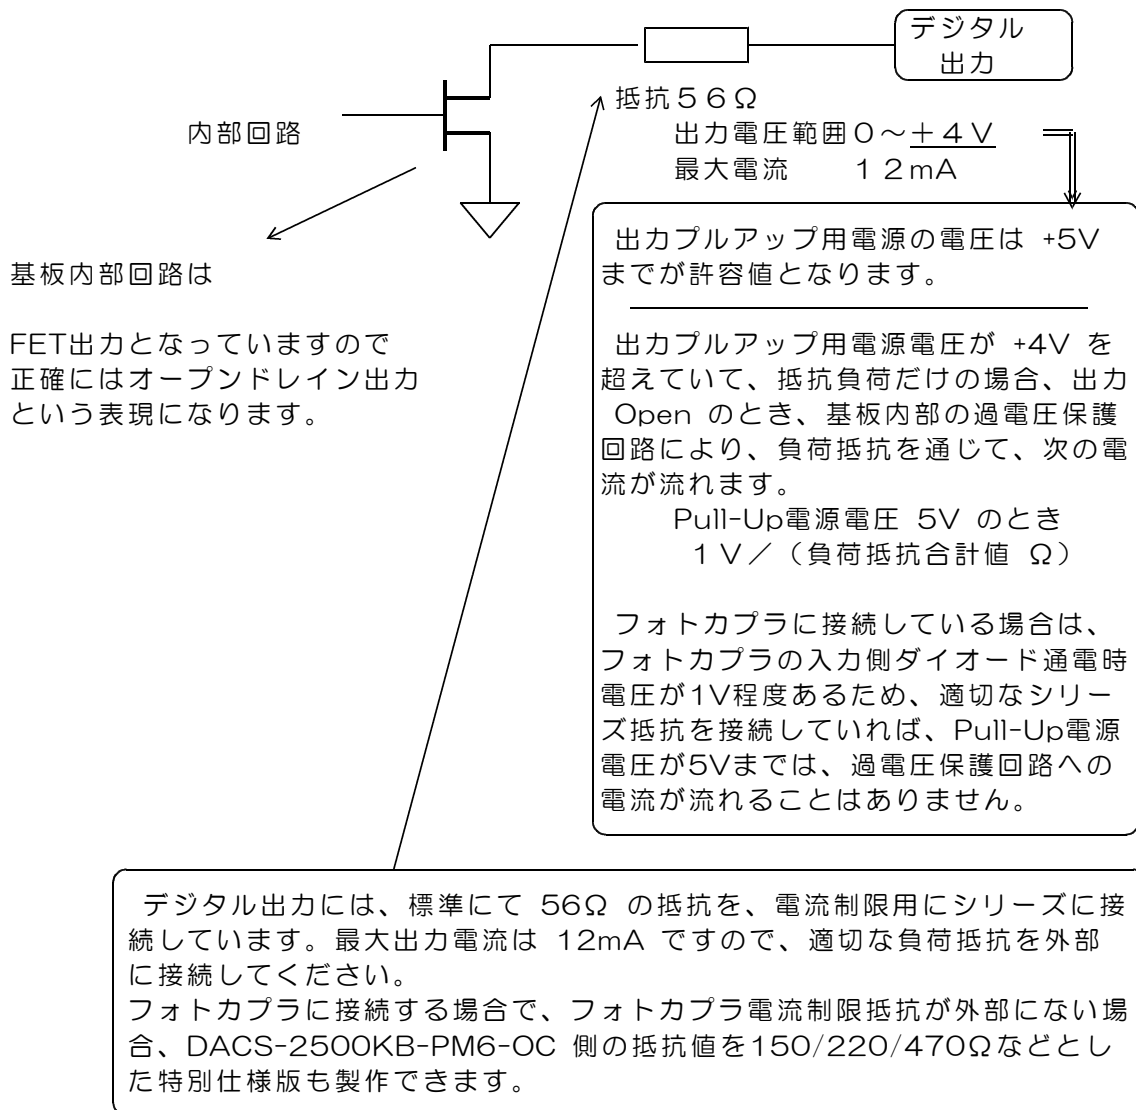 デジタル
出力
抵抗５６Ω
内部回路
出力電圧範囲０～＋４V
最大電流　１２mA
出力プルアップ用電源の電圧は +5V
までが許容値となります。
基板内部回路は
FET出力となっていますので
正確にはオープンドレイン出力
という表現になります。
出力プルアップ用電源電圧が +4V を
超えていて、抵抗負荷だけの場合、出力
Open のとき、基板内部の過電圧保護
回路により、負荷抵抗を通じて、次の電
流が流れます。
Pull-Up電源電圧 5V のとき
１V／（負荷抵抗合計値 Ω）
フォトカプラに接続している場合は、
フォトカプラの入力側ダイオード通電時
電圧が1V程度あるため、適切なシリー
ズ抵抗を接続していれば、Pull-Up電源
電圧が5Vまでは、過電圧保護回路への
電流が流れることはありません。
デジタル出力には、標準にて 56Ω の抵抗を、電流制限用にシリーズに接
続しています。最大出力電流は 12mA ですので、適切な負荷抵抗を外部
に接続してください。
フォトカプラに接続する場合で、フォトカプラ電流制限抵抗が外部にない場
合、DACS-2500KB-PM6-OC 側の抵抗値を150/220/470Ωなどとし
た特別仕様版も製作できます。